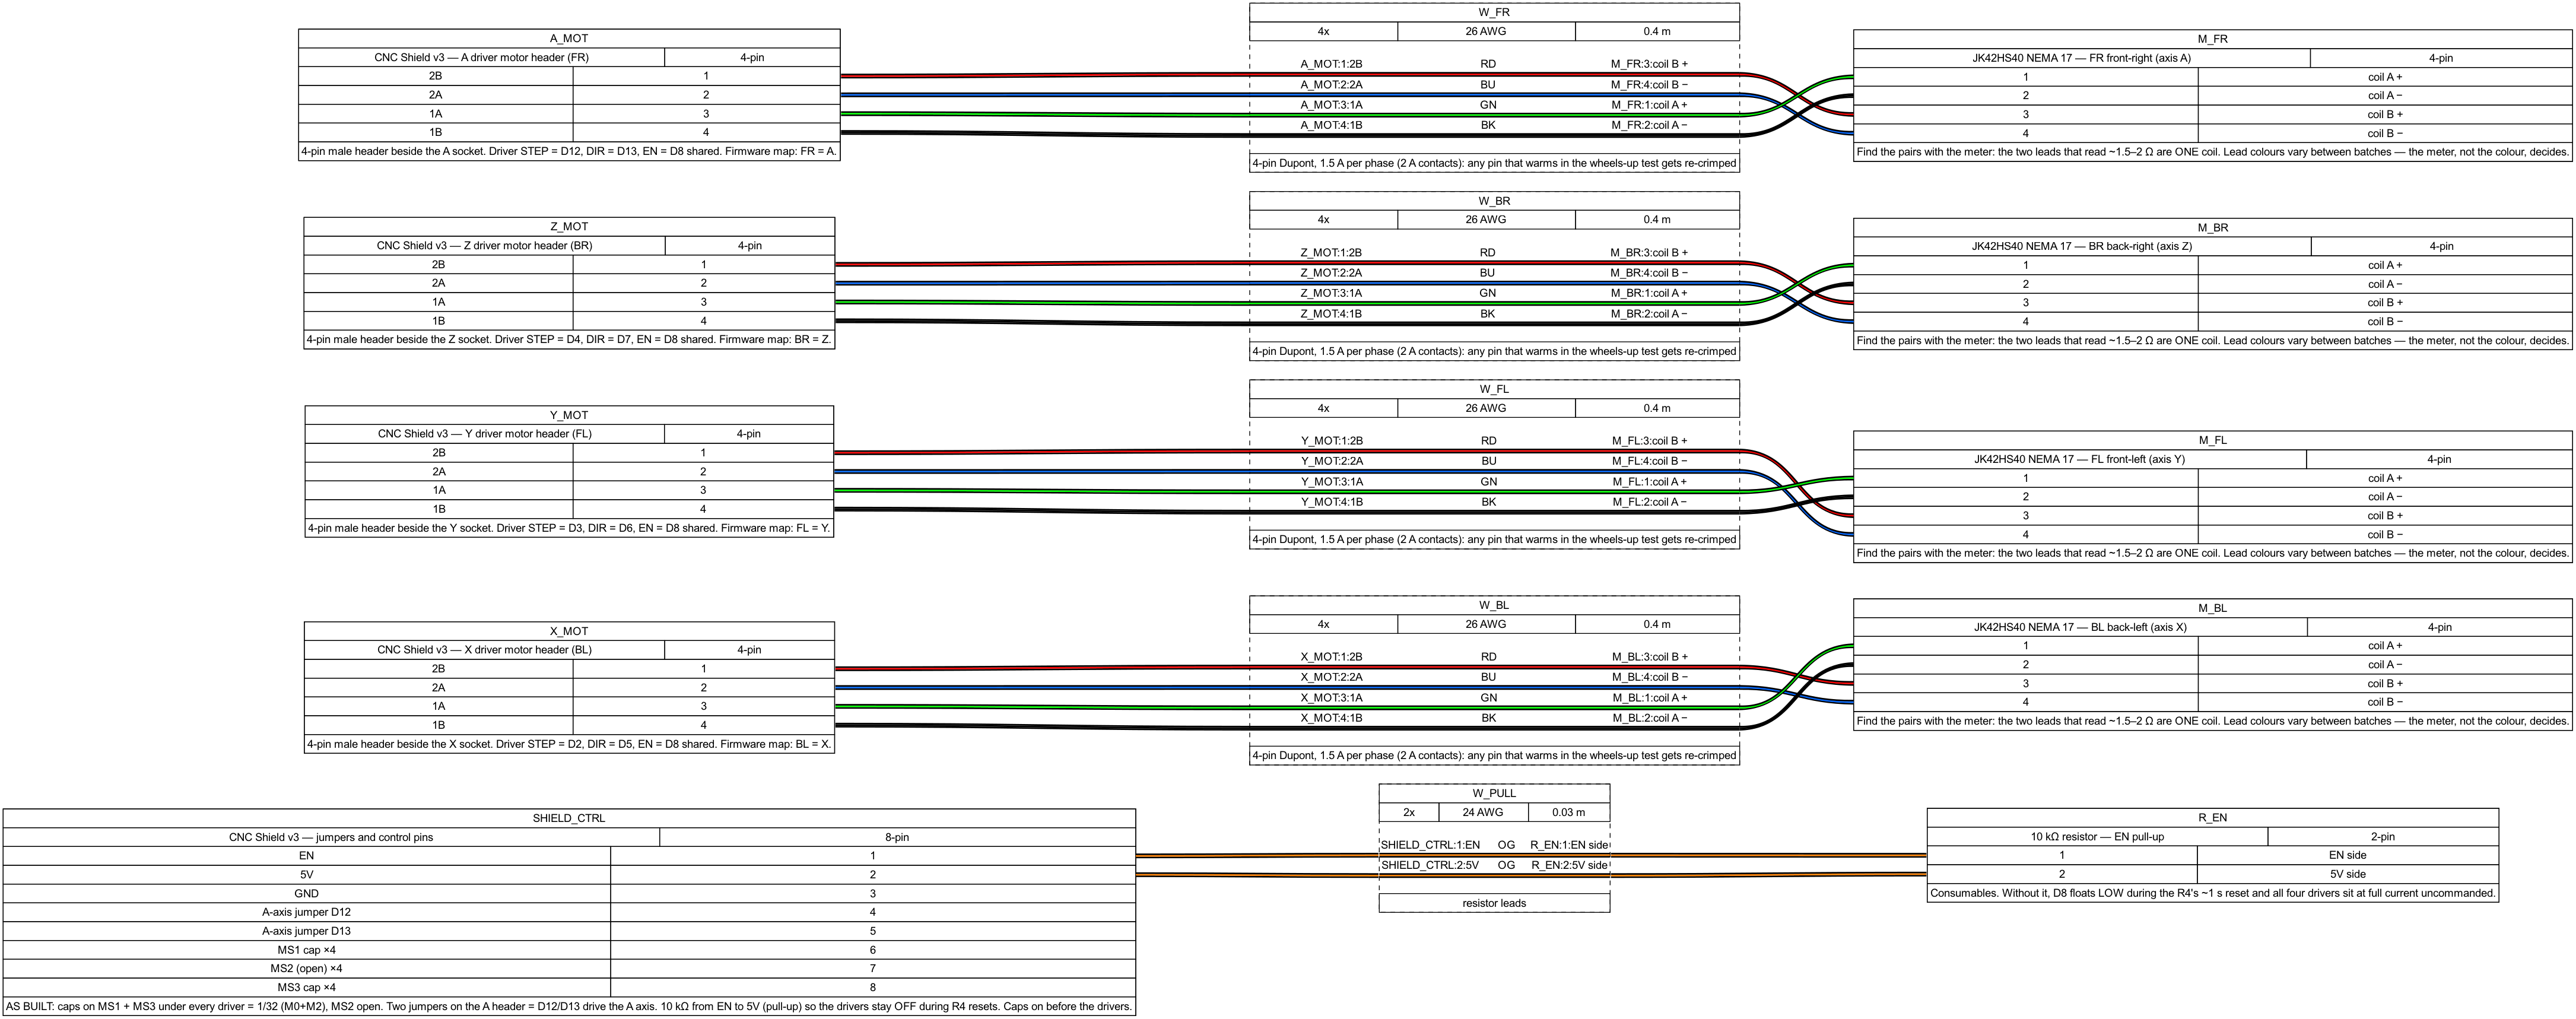 A_MOT
CNC Shield v3 — A driver motor header (FR) 4-pin
2B 1
2A 2
1A 3
1B 4
4-pin male header beside the A socket. Driver STEP = D12, DIR = D13, EN = D8 shared. Firmware map: FR = A.
W_FR
4x 26 AWG 0.4 m
A_MOT:1:2B RD M_FR:3:coil B +
A_MOT:2:2A BU M_FR:4:coil B −
A_MOT:3:1A GN M_FR:1:coil A +
A_MOT:4:1B BK M_FR:2:coil A −
4-pin Dupont, 1.5 A per phase (2 A contacts): any pin that warms in the wheels-up test gets re-crimped
M_FR
JK42HS40 NEMA 17 — FR front-right (axis A) 4-pin
1 coil A +
2 coil A −
3 coil B +
4 coil B −
Find the pairs with the meter: the two leads that read ~1.5–2 Ω are ONE coil. Lead colours vary between batches — the meter, not the colour, decides.
Z_MOT
CNC Shield v3 — Z driver motor header (BR) 4-pin
2B 1
2A 2
1A 3
1B 4
4-pin male header beside the Z socket. Driver STEP = D4, DIR = D7, EN = D8 shared. Firmware map: BR = Z.
W_BR
4x 26 AWG 0.4 m
Z_MOT:1:2B RD M_BR:3:coil B +
Z_MOT:2:2A BU M_BR:4:coil B −
Z_MOT:3:1A GN M_BR:1:coil A +
Z_MOT:4:1B BK M_BR:2:coil A −
4-pin Dupont, 1.5 A per phase (2 A contacts): any pin that warms in the wheels-up test gets re-crimped
M_BR
JK42HS40 NEMA 17 — BR back-right (axis Z) 4-pin
1 coil A +
2 coil A −
3 coil B +
4 coil B −
Find the pairs with the meter: the two leads that read ~1.5–2 Ω are ONE coil. Lead colours vary between batches — the meter, not the colour, decides.
Y_MOT
CNC Shield v3 — Y driver motor header (FL) 4-pin
2B 1
2A 2
1A 3
1B 4
4-pin male header beside the Y socket. Driver STEP = D3, DIR = D6, EN = D8 shared. Firmware map: FL = Y.
W_FL
4x 26 AWG 0.4 m
Y_MOT:1:2B RD M_FL:3:coil B +
Y_MOT:2:2A BU M_FL:4:coil B −
Y_MOT:3:1A GN M_FL:1:coil A +
Y_MOT:4:1B BK M_FL:2:coil A −
4-pin Dupont, 1.5 A per phase (2 A contacts): any pin that warms in the wheels-up test gets re-crimped
M_FL
JK42HS40 NEMA 17 — FL front-left (axis Y) 4-pin
1 coil A +
2 coil A −
3 coil B +
4 coil B −
Find the pairs with the meter: the two leads that read ~1.5–2 Ω are ONE coil. Lead colours vary between batches — the meter, not the colour, decides.
X_MOT
CNC Shield v3 — X driver motor header (BL) 4-pin
2B 1
2A 2
1A 3
1B 4
4-pin male header beside the X socket. Driver STEP = D2, DIR = D5, EN = D8 shared. Firmware map: BL = X.
W_BL
4x 26 AWG 0.4 m
X_MOT:1:2B RD M_BL:3:coil B +
X_MOT:2:2A BU M_BL:4:coil B −
X_MOT:3:1A GN M_BL:1:coil A +
X_MOT:4:1B BK M_BL:2:coil A −
4-pin Dupont, 1.5 A per phase (2 A contacts): any pin that warms in the wheels-up test gets re-crimped
M_BL
JK42HS40 NEMA 17 — BL back-left (axis X) 4-pin
1 coil A +
2 coil A −
3 coil B +
4 coil B −
Find the pairs with the meter: the two leads that read ~1.5–2 Ω are ONE coil. Lead colours vary between batches — the meter, not the colour, decides.
SHIELD_CTRL
CNC Shield v3 — jumpers and control pins 8-pin
EN 1
5V 2
GND 3
A-axis jumper D12 4
A-axis jumper D13 5
MS1 cap ×4 6
MS2 (open) ×4 7
MS3 cap ×4 8
AS BUILT: caps on MS1 + MS3 under every driver = 1/32 (M0+M2), MS2 open. Two jumpers on the A header = D12/D13 drive the A axis. 10 kΩ from EN to 5V (pull-up) so the drivers stay OFF during R4 resets. Caps on before the drivers.
W_PULL
2x 24 AWG 0.03 m
SHIELD_CTRL:1:EN OG R_EN:1:EN side
SHIELD_CTRL:2:5V OG R_EN:2:5V side
resistor leads
R_EN
10 kΩ resistor — EN pull-up 2-pin
1 EN side
2 5V side
Consumables. Without it, D8 floats LOW during the R4's ~1 s reset and all four drivers sit at full current uncommanded.